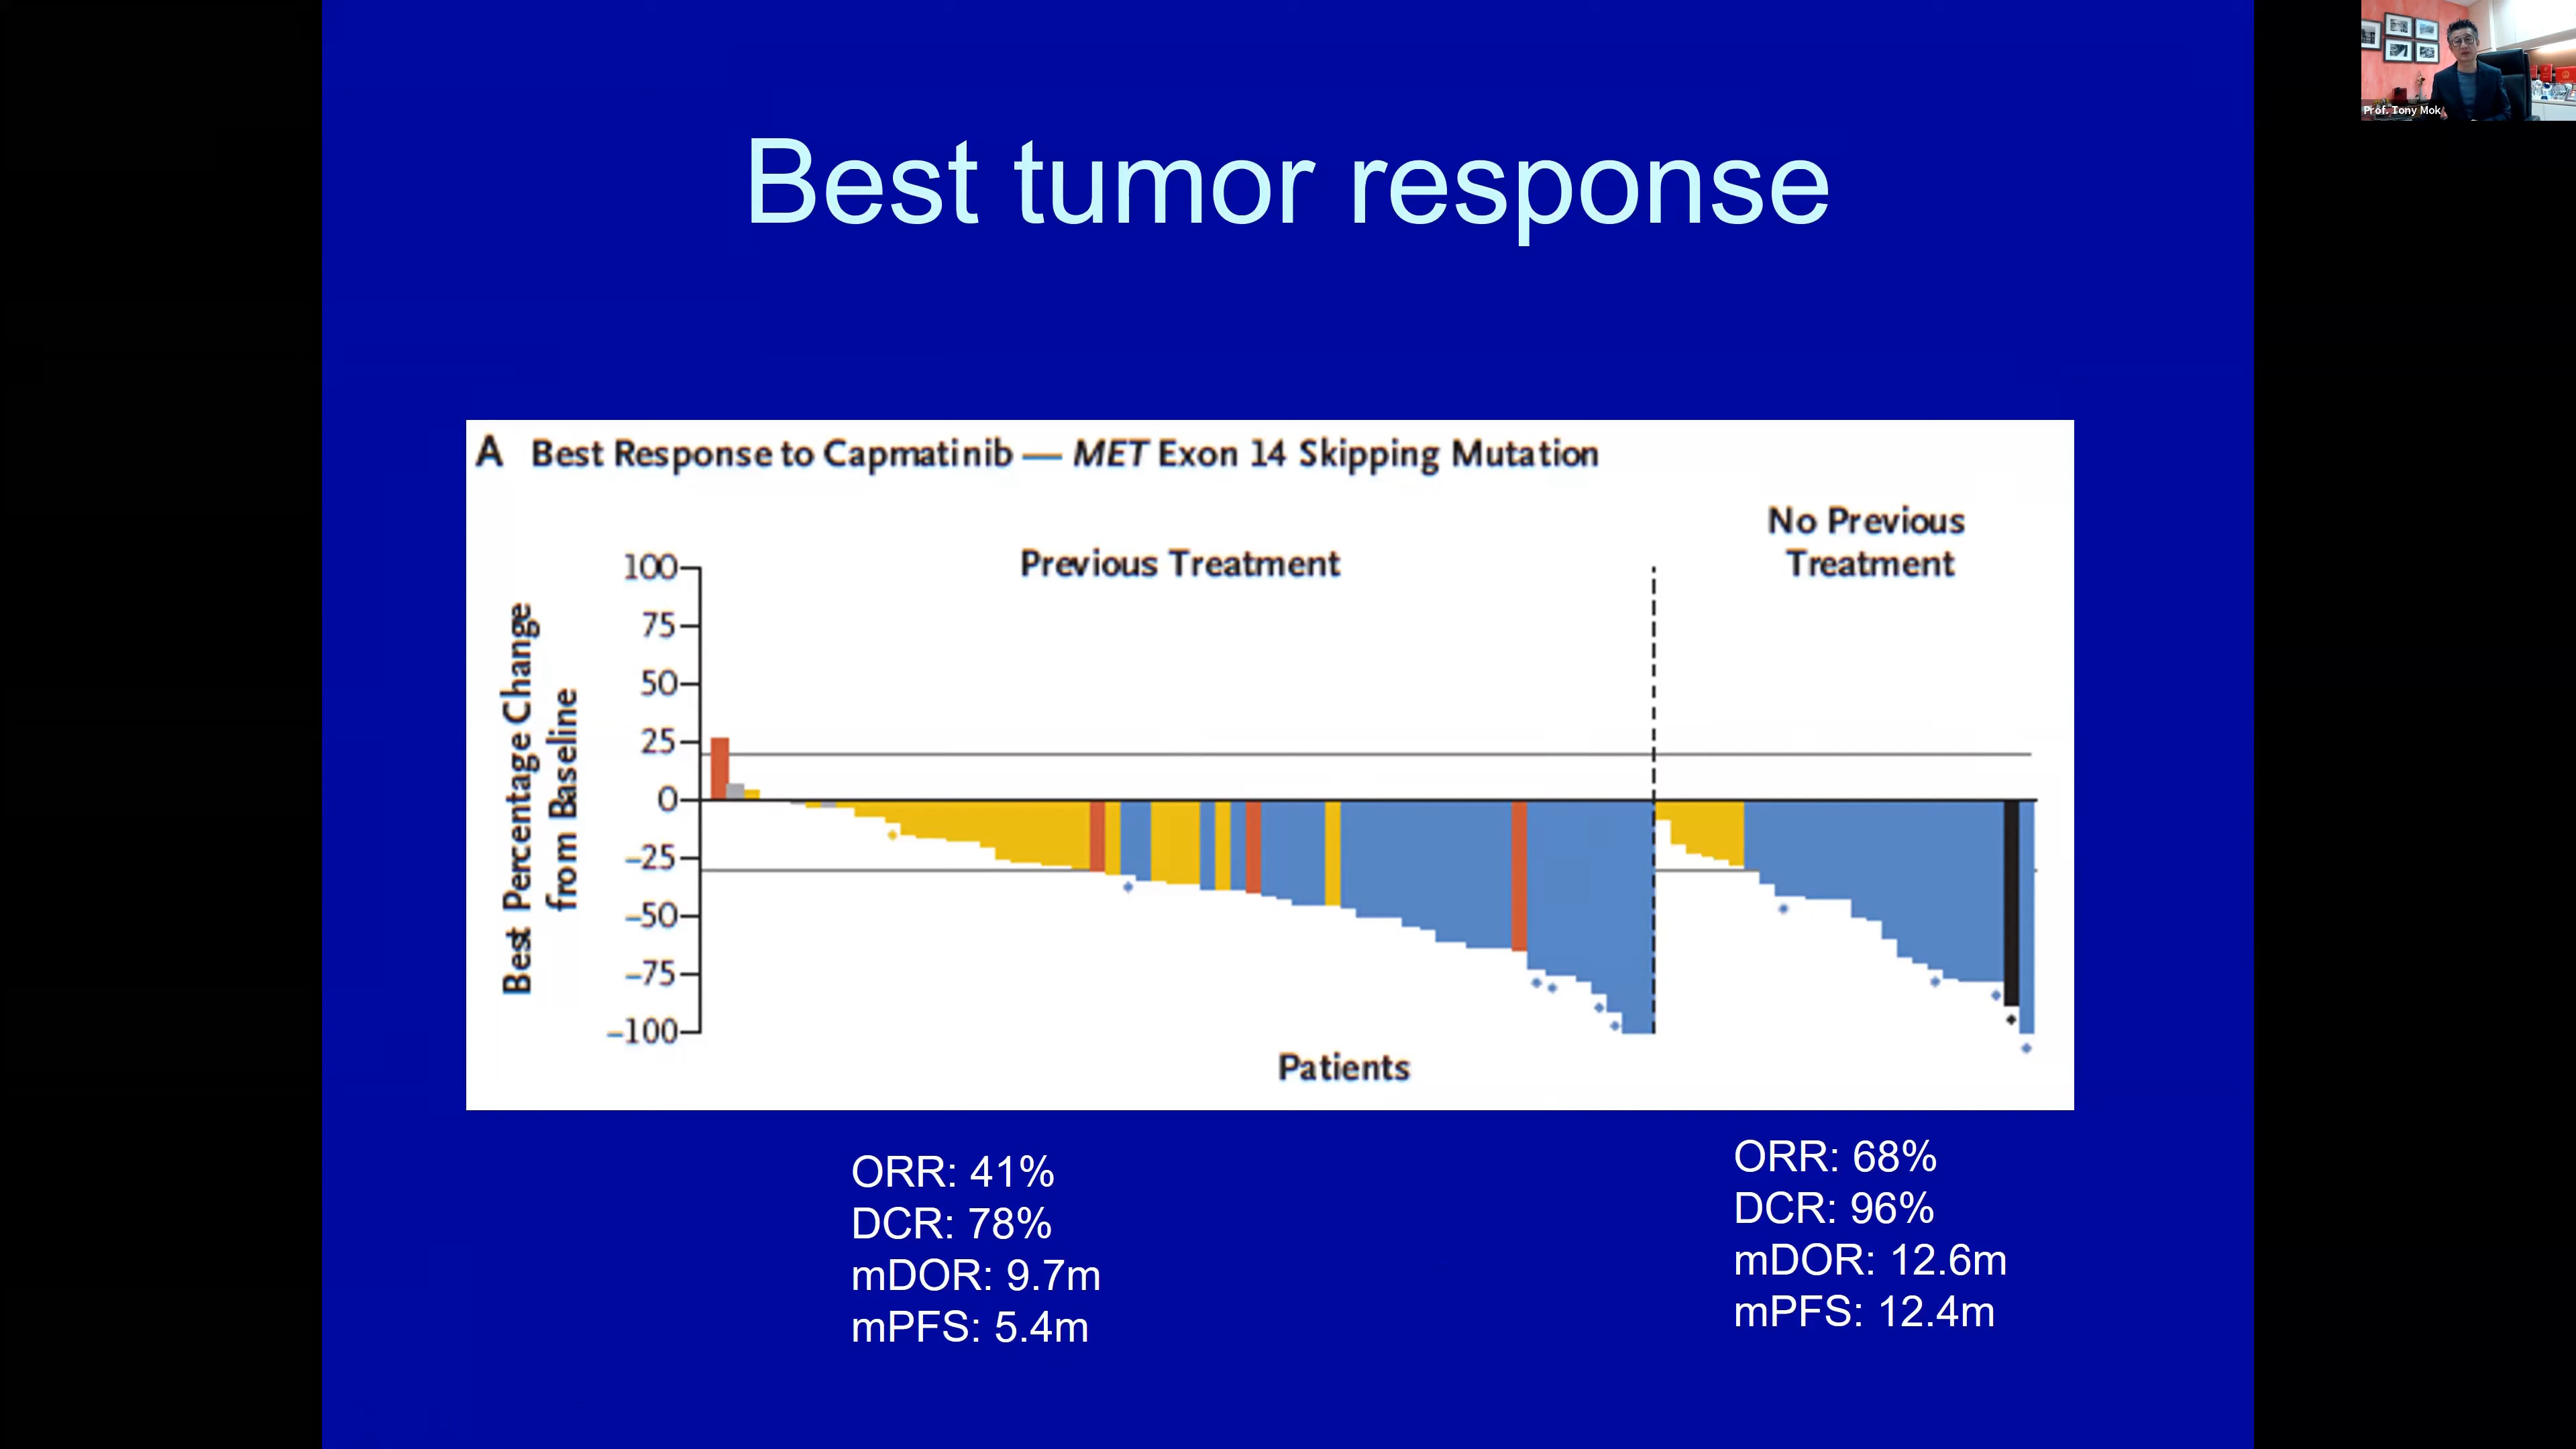 Prof. Tony Mok
Best tumor response
A Best Response to Capmatinib — MET Exon 14 Skipping Mutation
No Previous
Treatment
Previous Treatment
Best Percentage Change
from Baseline
100
75
50
25
0
–25
–50
–75
–100
Patients
ORR: 41%
DCR: 78%
mDOR: 9.7m
mPFS: 5.4m
ORR: 68%
DCR: 96%
mDOR: 12.6m
mPFS: 12.4m